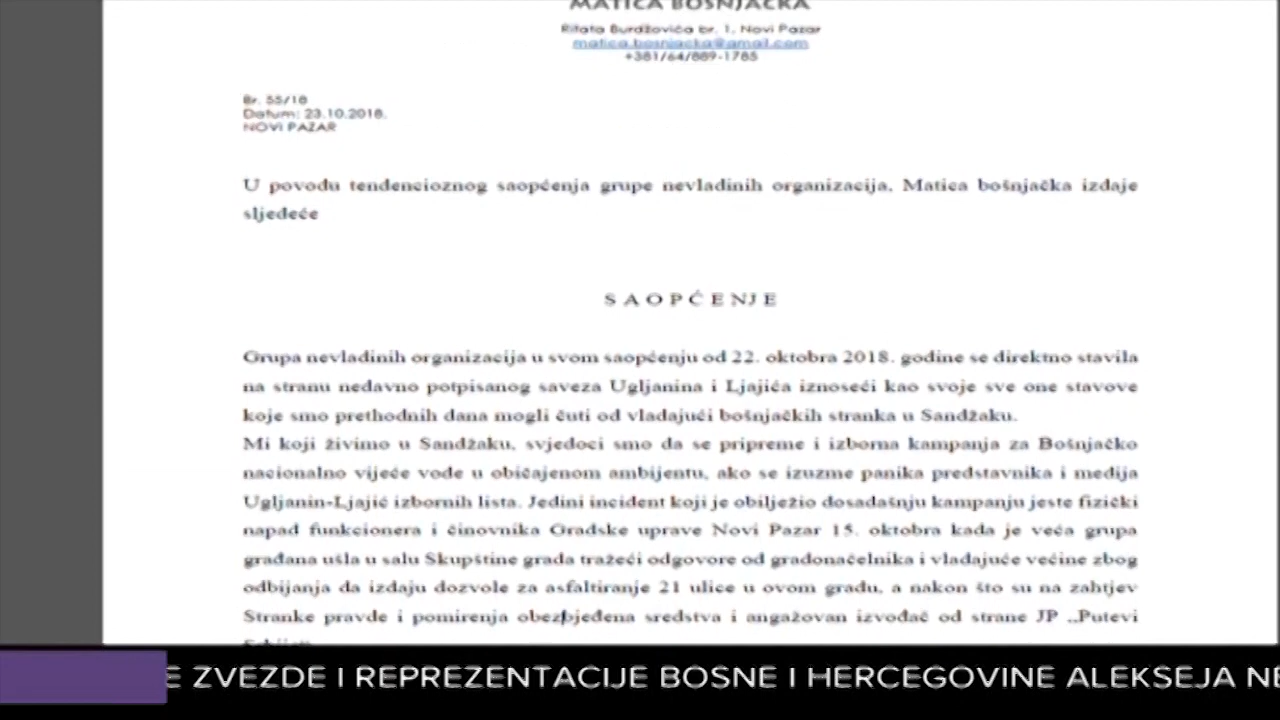 MATICA BOŠNJAČKA
Rifata Burdžovića br. 1, Novi Pazar
matica.bosnjacka@gmail.com
+381/64/889-1785
Br. 55/18
Datum: 23.10.2018.
NOVI PAZAR
U povodu tendencioznog saopćenja grupe nevladinih organizacija, Matica bošnjačka izdaje
sljedeće
S A O P Ć E N J E
Grupa nevladinih organizacija u svom saopćenju od 22. oktobra 2018. godine se direktno stavila
na stranu nedavno potpisanog saveza Ugljanina i Ljajića iznoseći kao svoje sve one stavove
koje smo prethodnih dana mogli čuti od vladajući bošnjačkih stranka u Sandžaku.
Mi koji živimo u Sandžaku, svjedoci smo da se pripreme i izborna kampanja za Bošnjačko
nacionalno vijeće vode u običajenom ambijentu, ako se izuzme panika predstavnika i medija
Ugljanin-Ljajić izbornih lista. Jedini incident koji je obilježio dosadašnju kampanju jeste fizički
napad funkcionera i činovnika Gradske uprave Novi Pazar 15. oktobra kada je veća grupa
građana ušla u salu Skupštine grada tražeći odgovore od gradonačelnika i vladajuće većine zbog
odbijanja da izdaju dozvole za asfaltiranje 21 ulice u ovom gradu, a nakon što su na zahtjev
Stranke pravde i pomirenja obezbjeđena sredstva i angažovan izvođač od strane JP „Putevi
E ZVEZDE I REPREZENTACIJE BOSNE I HERCEGOVINE ALEKSEJA NE